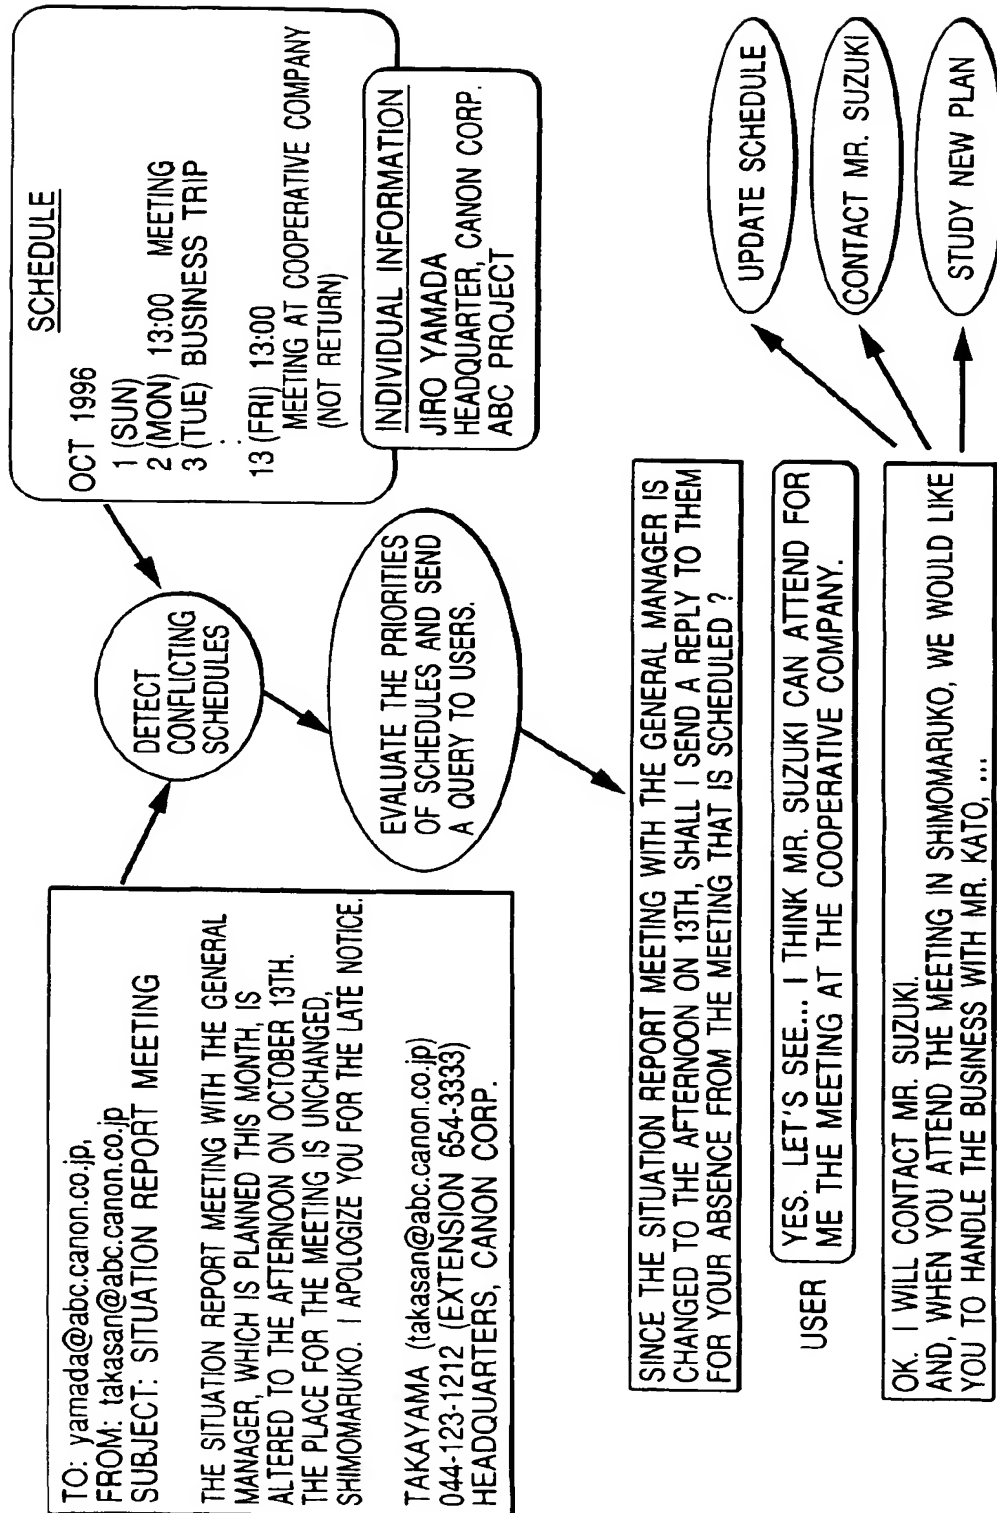 TO: yamada@abc.canon.co.jp,
FROM: takasan@abc.canon.co.jp
SUBJECT: SITUATION REPORT MEETING
THE SITUATION REPORT MEETING WITH THE GENERAL
MANAGER, WHICH IS PLANNED THIS MONTH, IS
ALTERED TO THE AFTERNOON ON OCTOBER 13TH.
THE PLACE FOR THE MEETING IS UNCHANGED,
SHIMOMARUKO. I APOLOGIZE YOU FOR THE LATE NOTICE.
TAKAYAMA (takasan@abc.canon.co.jp)
044-123-1212 (EXTENSION 654-3333)
HEADQUARTERS, CANON CORP.
DETECT
CONFLICTING
SCHEDULES
SCHEDULE
OCT 1996
1 (SUN)
2 (MON) 13:00 MEETING
3 (TUE) BUSINESS TRIP
:
13 (FRI) 13:00
MEETING AT COOPERATIVE COMPANY
(NOT RETURN)
INDIVIDUAL INFORMATION
JIRO YAMADA
HEADQUARTER, CANON CORP.
ABC PROJECT
EVALUATE THE PRIORITIES
OF SCHEDULES AND SEND
A QUERY TO USERS.
SINCE THE SITUATION REPORT MEETING WITH THE GENERAL MANAGER IS
CHANGED TO THE AFTERNOON ON 13TH, SHALL I SEND A REPLY TO THEM
FOR YOUR ABSENCE FROM THE MEETING THAT IS SCHEDULED ?
USER
YES. LET'S SEE... I THINK MR. SUZUKI CAN ATTEND FOR
ME THE MEETING AT THE COOPERATIVE COMPANY.
OK. I WILL CONTACT MR. SUZUKI.
AND, WHEN YOU ATTEND THE MEETING IN SHIMOMARUKO, WE WOULD LIKE
YOU TO HANDLE THE BUSINESS WITH MR. KATO, ...
UPDATE SCHEDULE
CONTACT MR. SUZUKI
STUDY NEW PLAN